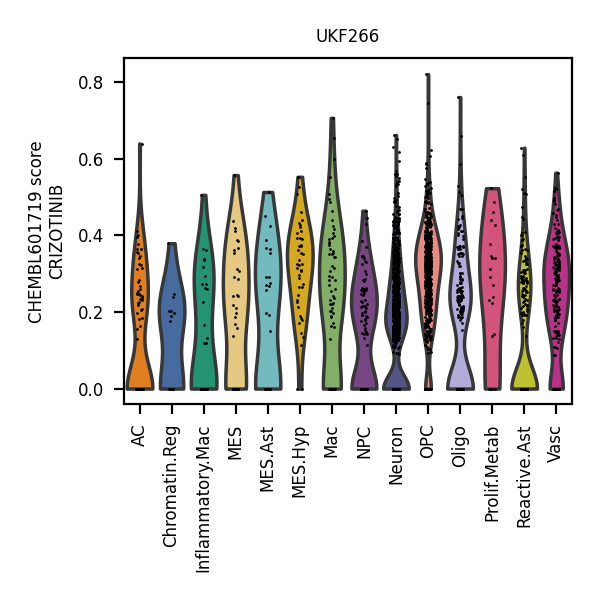 UKF266
CHEMBL601719 score
CRIZOTINIB
0.8
0.6
0.4
0.2
0.0
AC
Chromatin.Reg
Inflammatory.Mac
MES
MES.Ast
MES.Hyp
Mac
NPC
Neuron
OPC
Oligo
Prolif.Metab
Reactive.Ast
Vasc